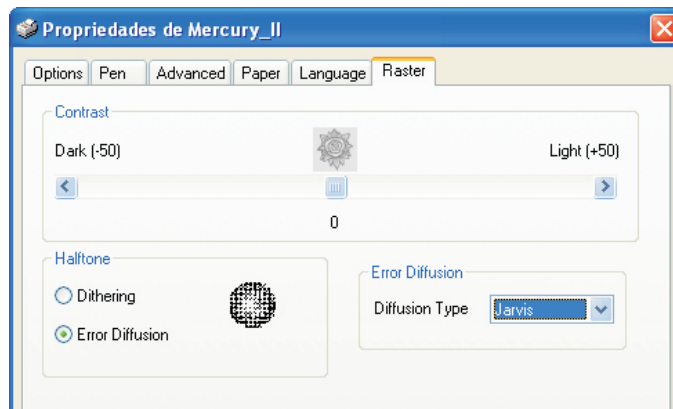 Propriedades de Mercury_II
Options Pen Advanced Paper Language Raster
Contrast
Dark (-50) Light (+50)
0
Halftone
Dithering
Error Diffusion
Error Diffusion
Diffusion Type Jarvis